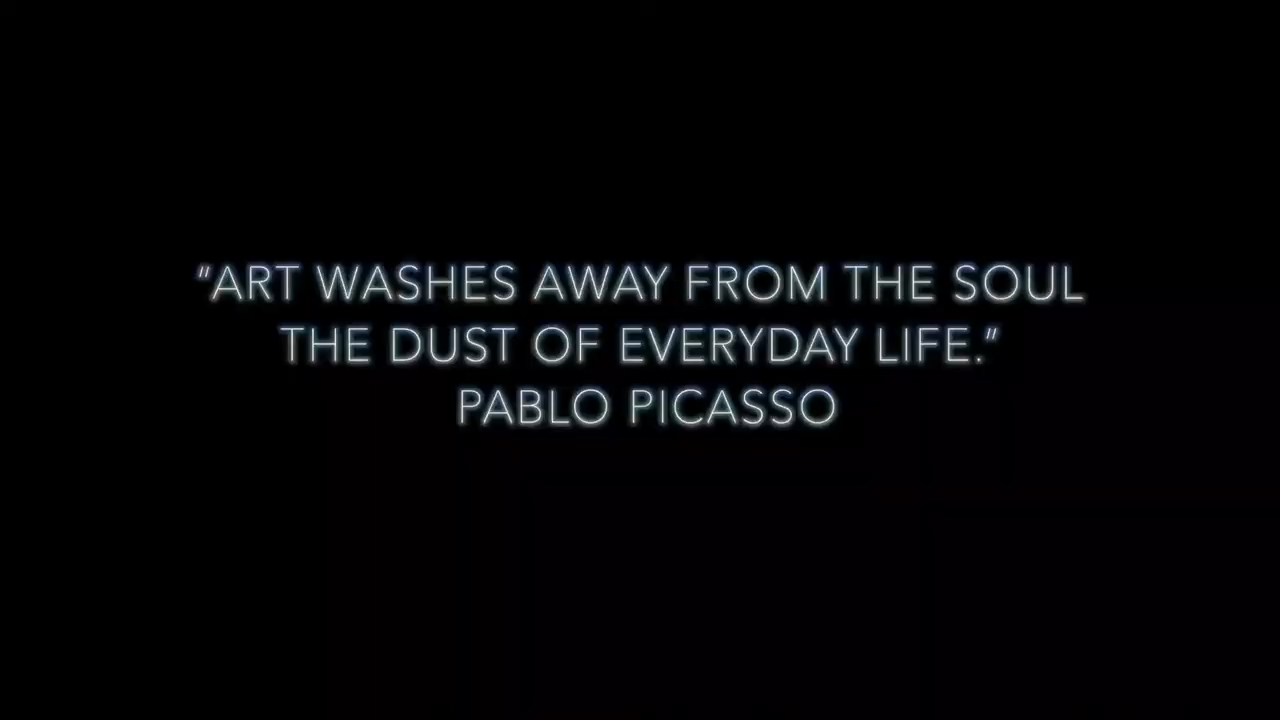 "ART WASHES AWAY FROM THE SOUL
THE DUST OF EVERYDAY LIFE."
PABLO PICASSO